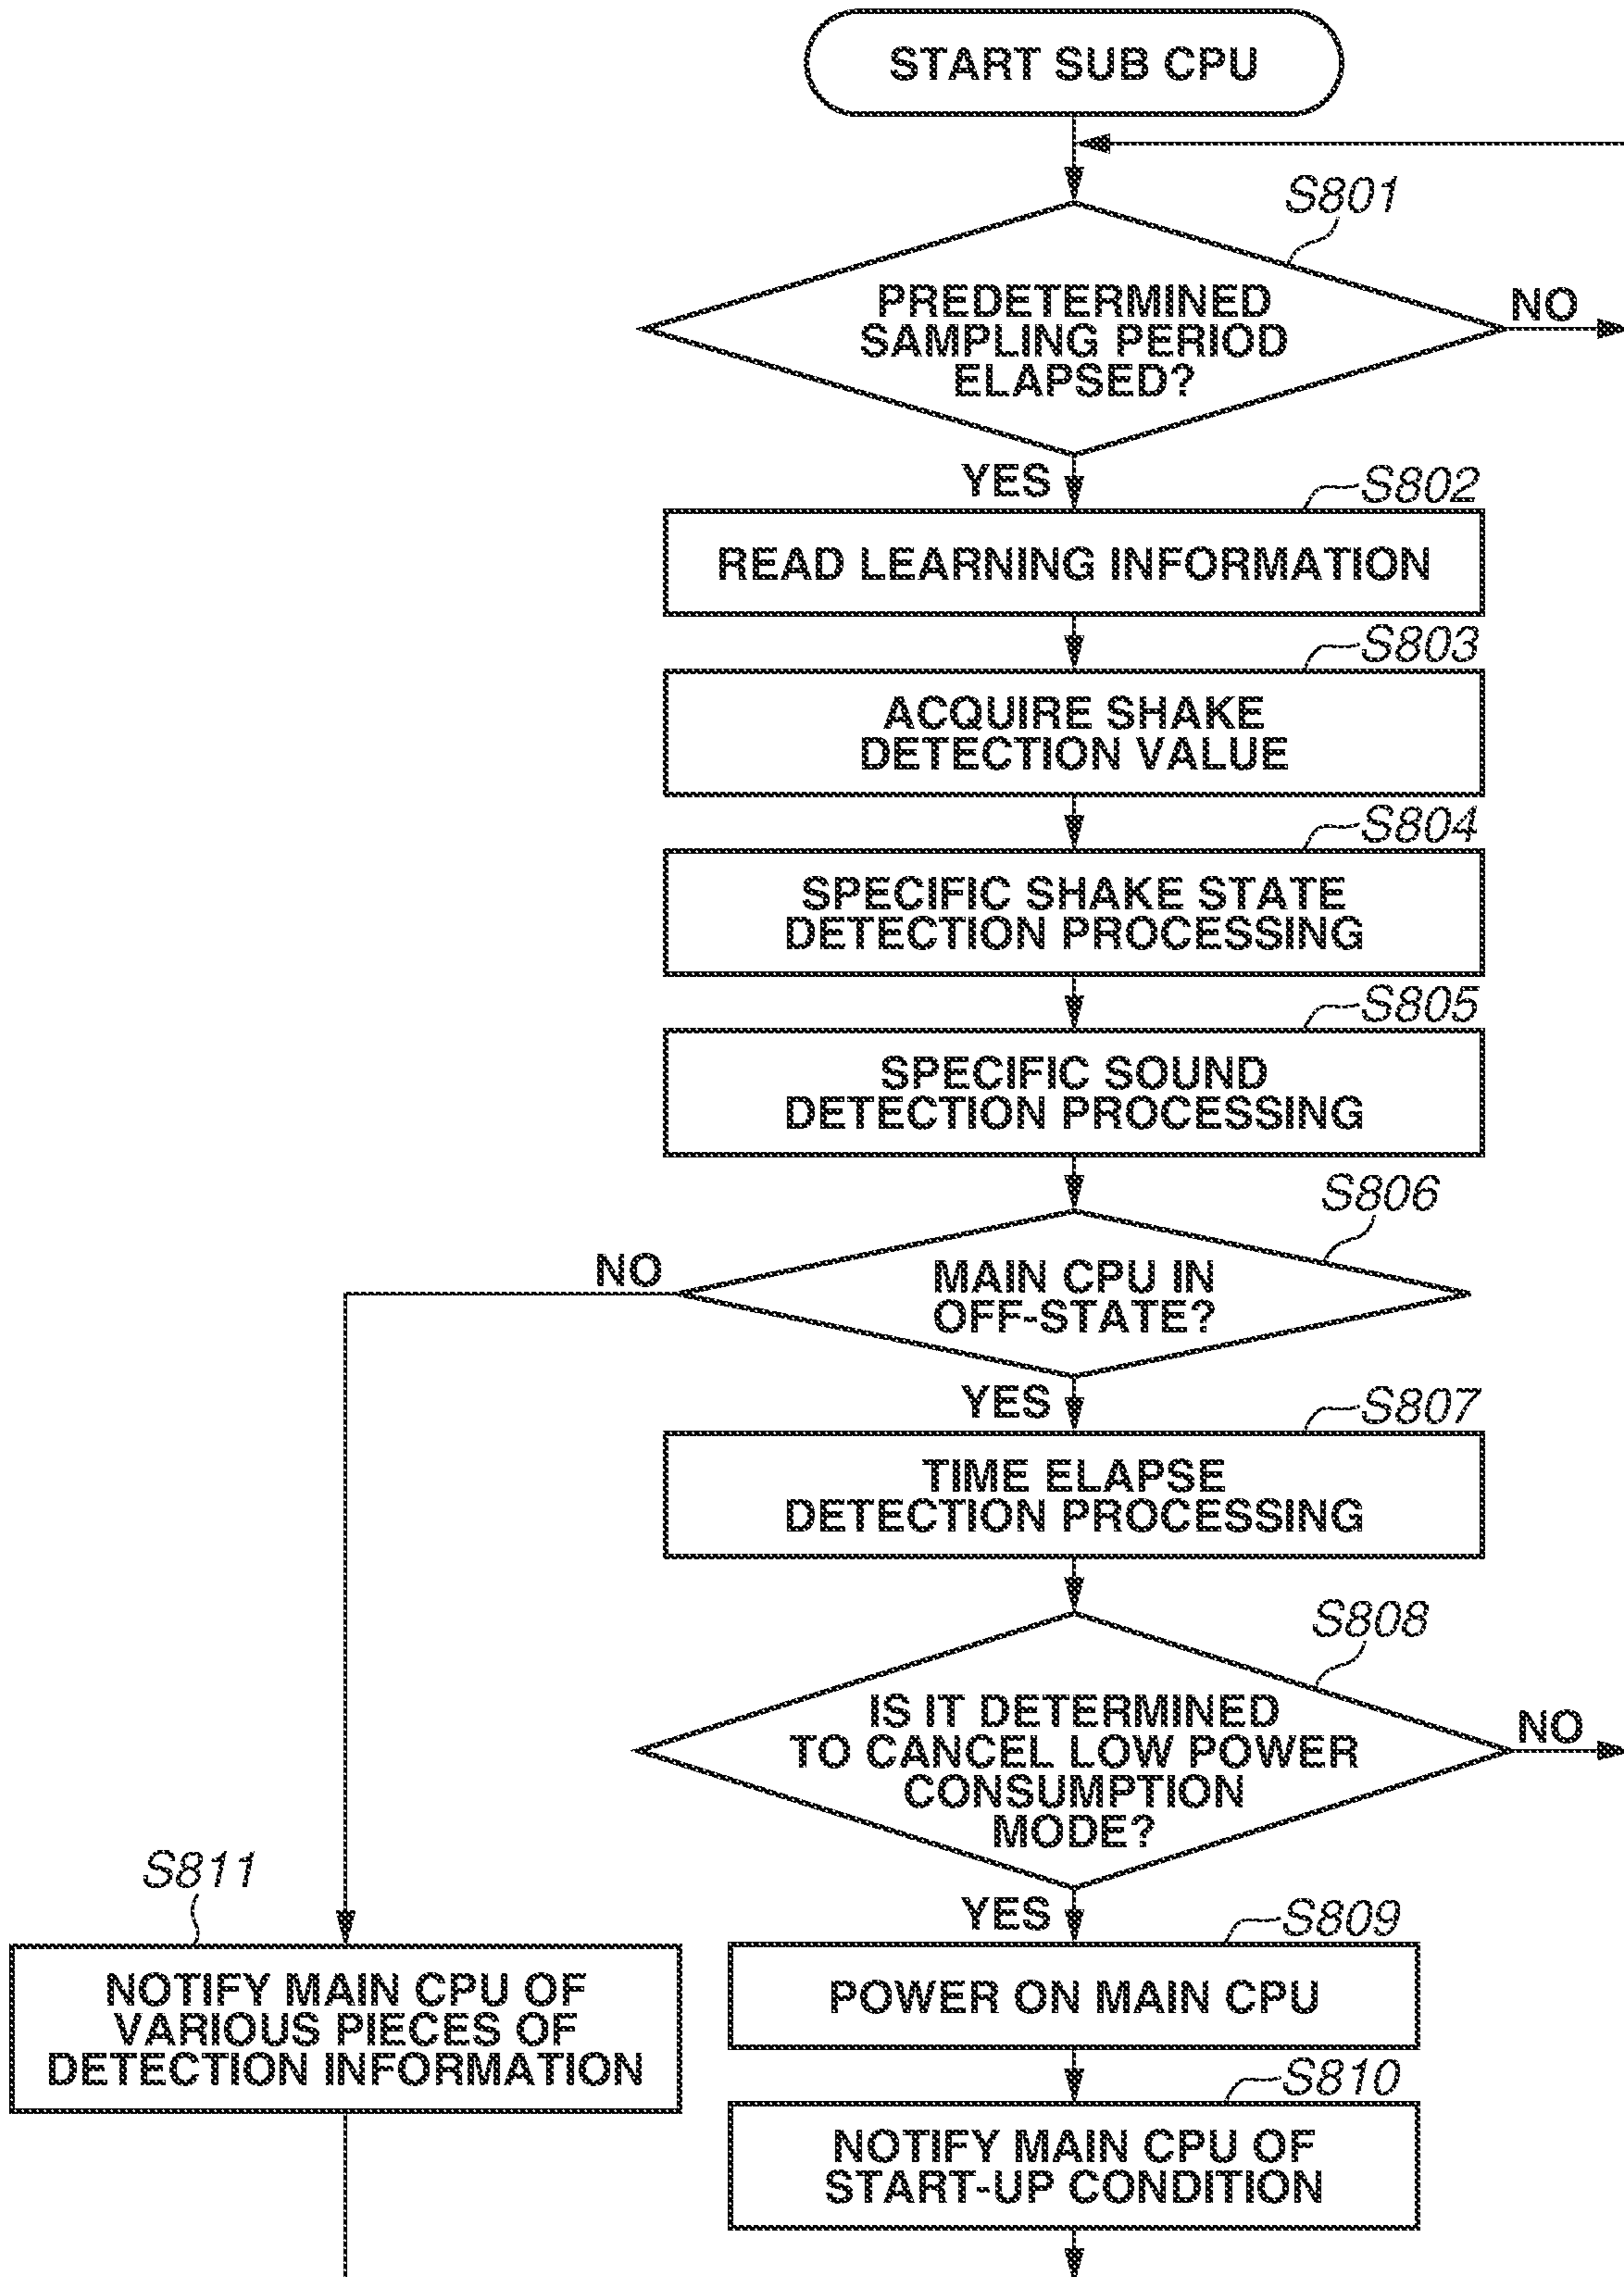 START SUB CPU
S801
PREDETERMINED
SAMPLING PERIOD
ELAPSED?
NO
YES
S802
READ LEARNING INFORMATION
S803
ACQUIRE SHAKE
DETECTION VALUE
S804
SPECIFIC SHAKE STATE
DETECTION PROCESSING
S805
SPECIFIC SOUND
DETECTION PROCESSING
S806
NO
MAIN CPU IN
OFF-STATE?
YES
S807
TIME ELAPSE
DETECTION PROCESSING
S808
IS IT DETERMINED
TO CANCEL LOW POWER
CONSUMPTION
MODE?
NO
S811
YES
S809
NOTIFY MAIN CPU OF
VARIOUS PIECES OF
DETECTION INFORMATION
POWER ON MAIN CPU
S810
NOTIFY MAIN CPU OF
START-UP CONDITION